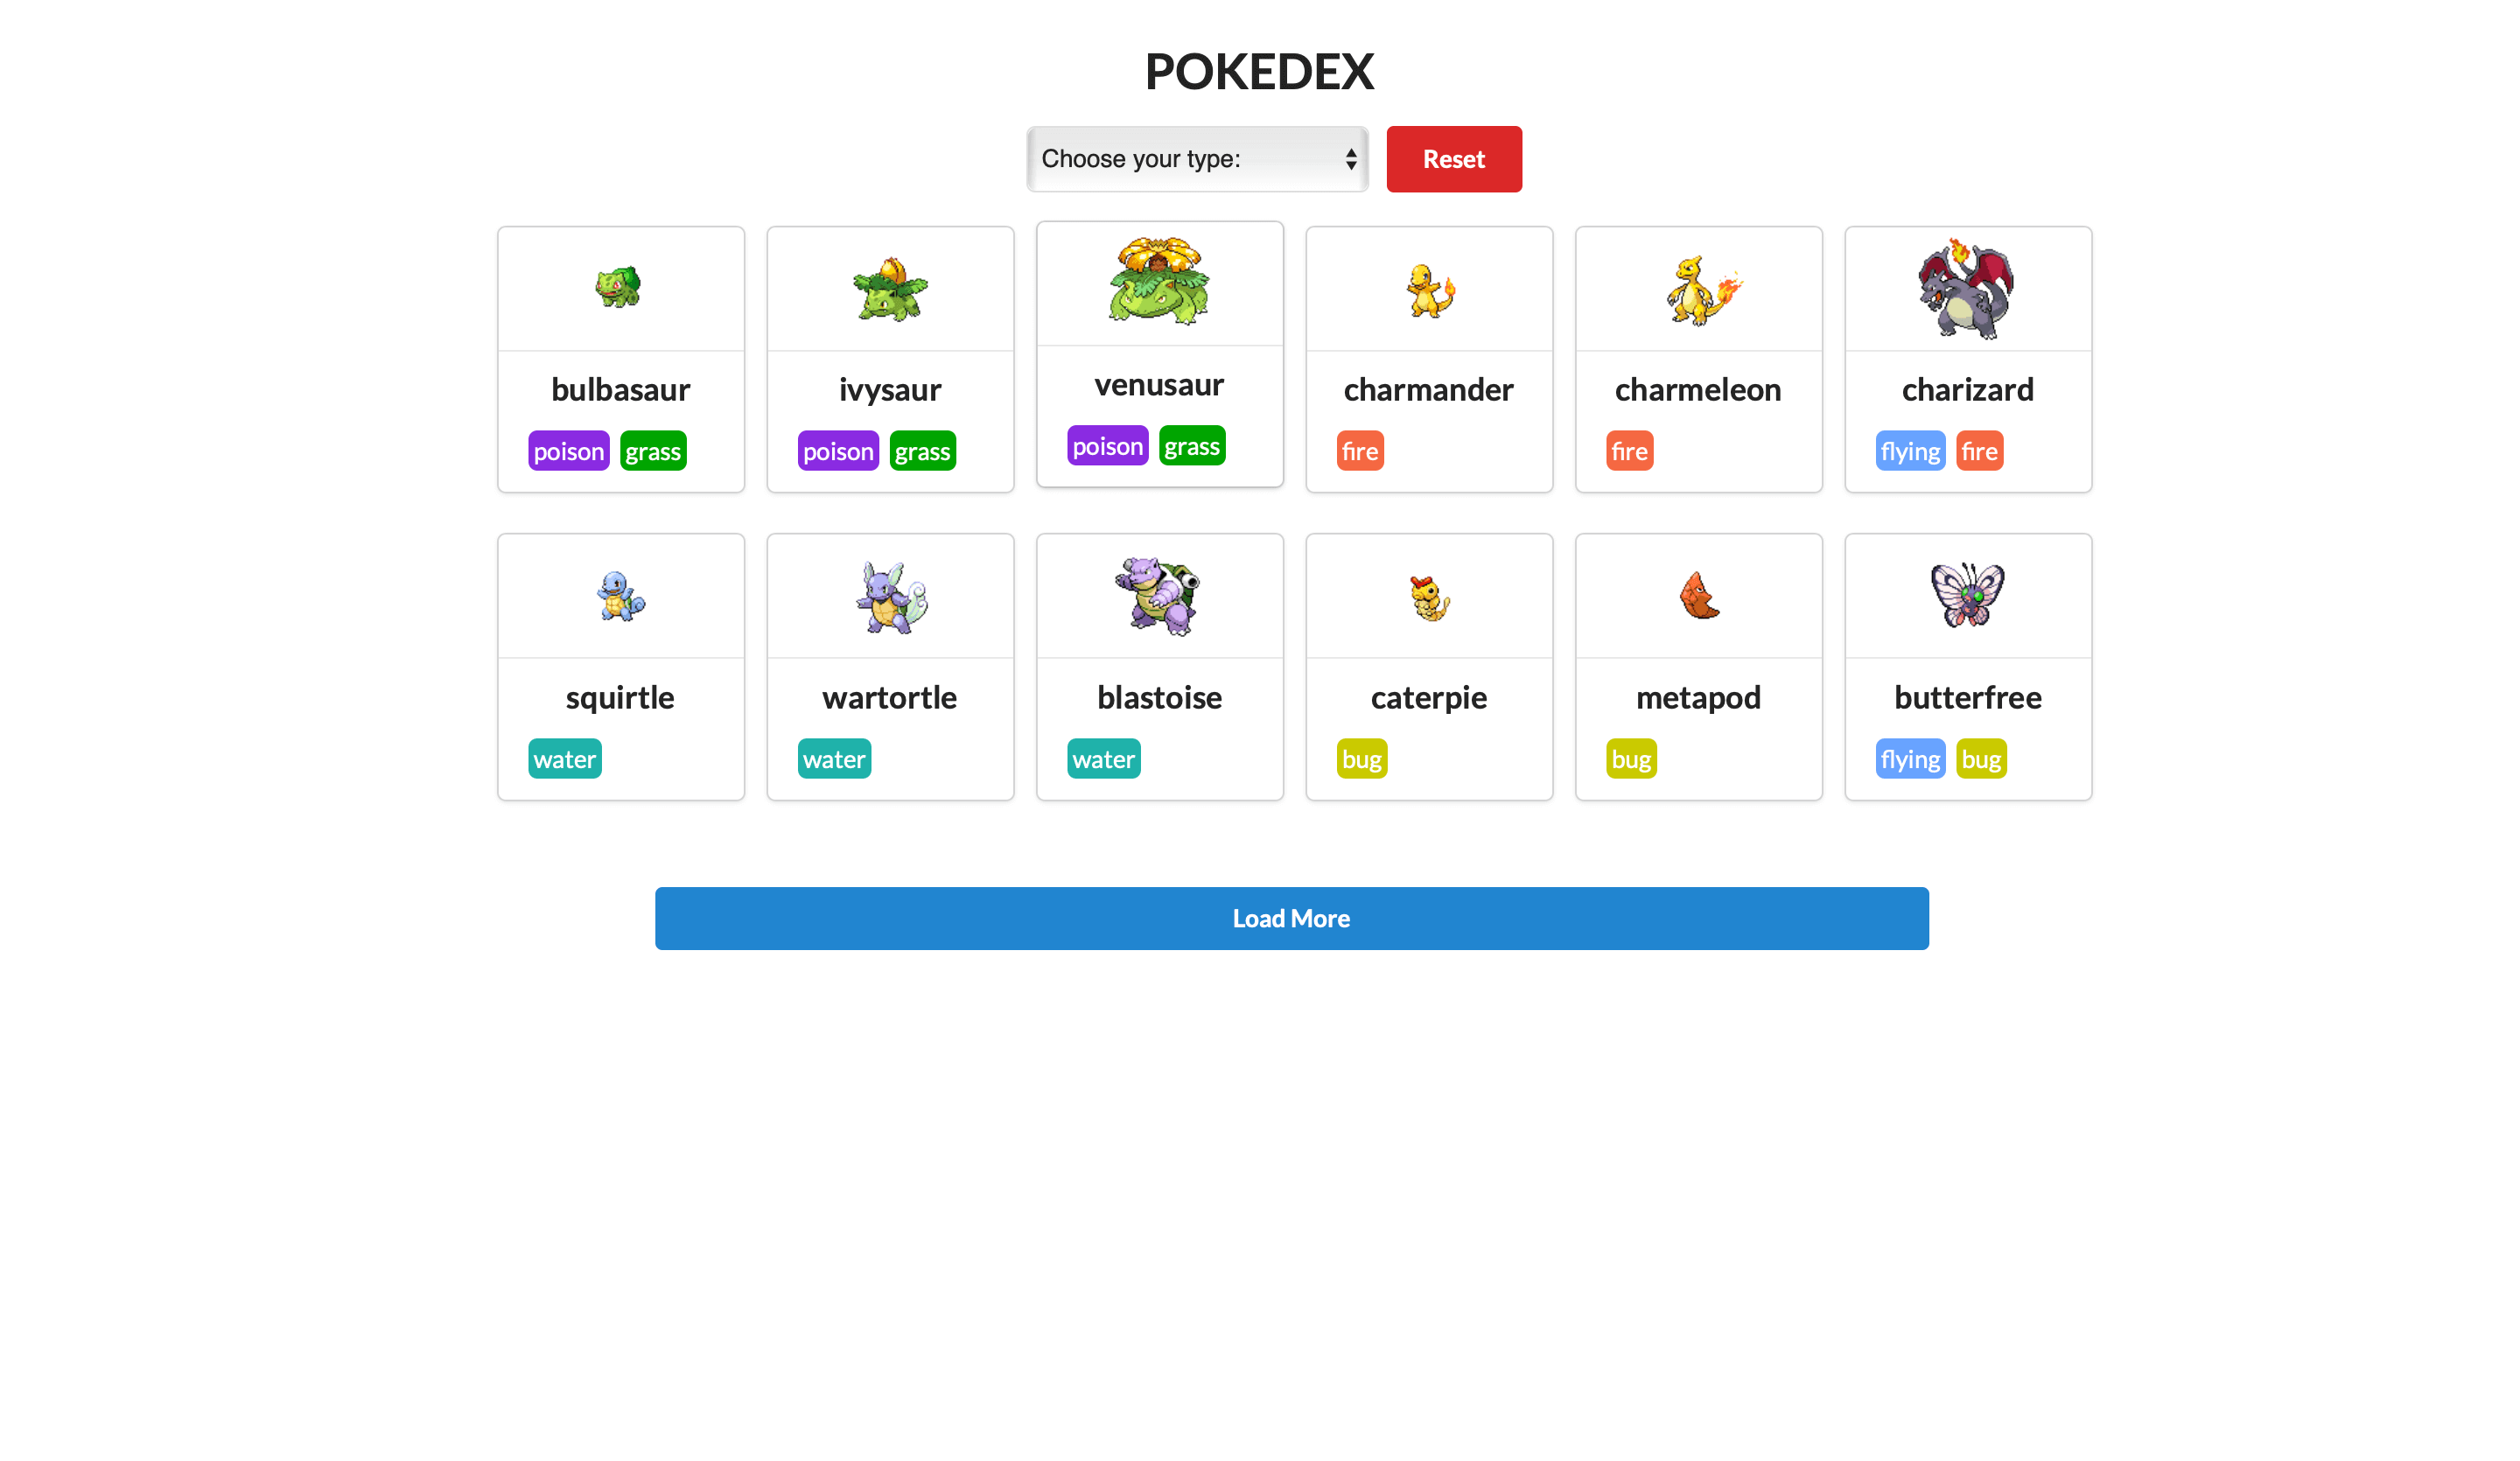 POKEDEX
Choose your type: Reset
bulbasaur ivysaur venusaur charmander charmeleon charizard
poison grass poison grass poison grass fire fire flying fire
squirtle wartortle blastoise caterpie metapod butterfree
water water water bug bug flying bug
Load More